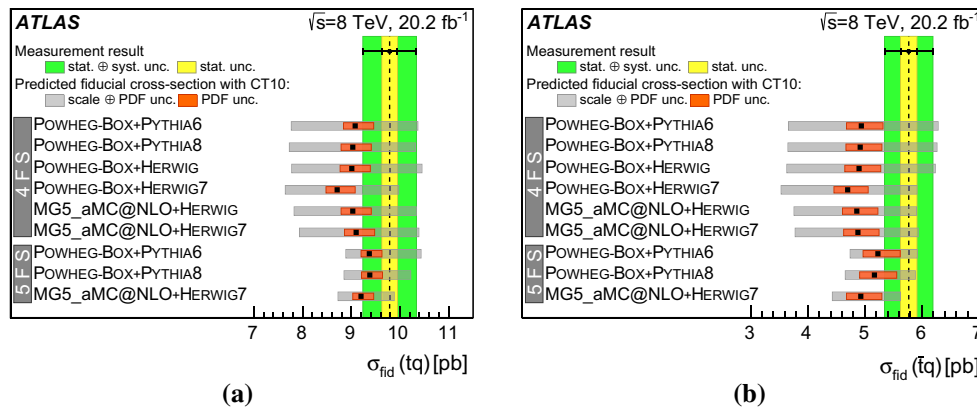 ATLAS √s=8 TeV, 20.2 fb⁻¹
Measurement result
stat. ⊕ syst. unc. stat. unc.
Predicted fiducial cross-section with CT10:
scale ⊕ PDF unc. PDF unc.
4FS
POWHEG-BOX+PYTHIA6
POWHEG-BOX+PYTHIA8
POWHEG-BOX+HERWIG
POWHEG-BOX+HERWIG7
MG5_aMC@NLO+HERWIG
MG5_aMC@NLO+HERWIG7
5FS
POWHEG-BOX+PYTHIA6
POWHEG-BOX+PYTHIA8
MG5_aMC@NLO+HERWIG7
7 8 9 10 11
σfid (tq) [pb]
(a)
ATLAS √s=8 TeV, 20.2 fb⁻¹
Measurement result
stat. ⊕ syst. unc. stat. unc.
Predicted fiducial cross-section with CT10:
scale ⊕ PDF unc. PDF unc.
4FS
POWHEG-BOX+PYTHIA6
POWHEG-BOX+PYTHIA8
POWHEG-BOX+HERWIG
POWHEG-BOX+HERWIG7
MG5_aMC@NLO+HERWIG
MG5_aMC@NLO+HERWIG7
5FS
POWHEG-BOX+PYTHIA6
POWHEG-BOX+PYTHIA8
MG5_aMC@NLO+HERWIG7
3 4 5 6 7
σfid (t̄q) [pb]
(b)